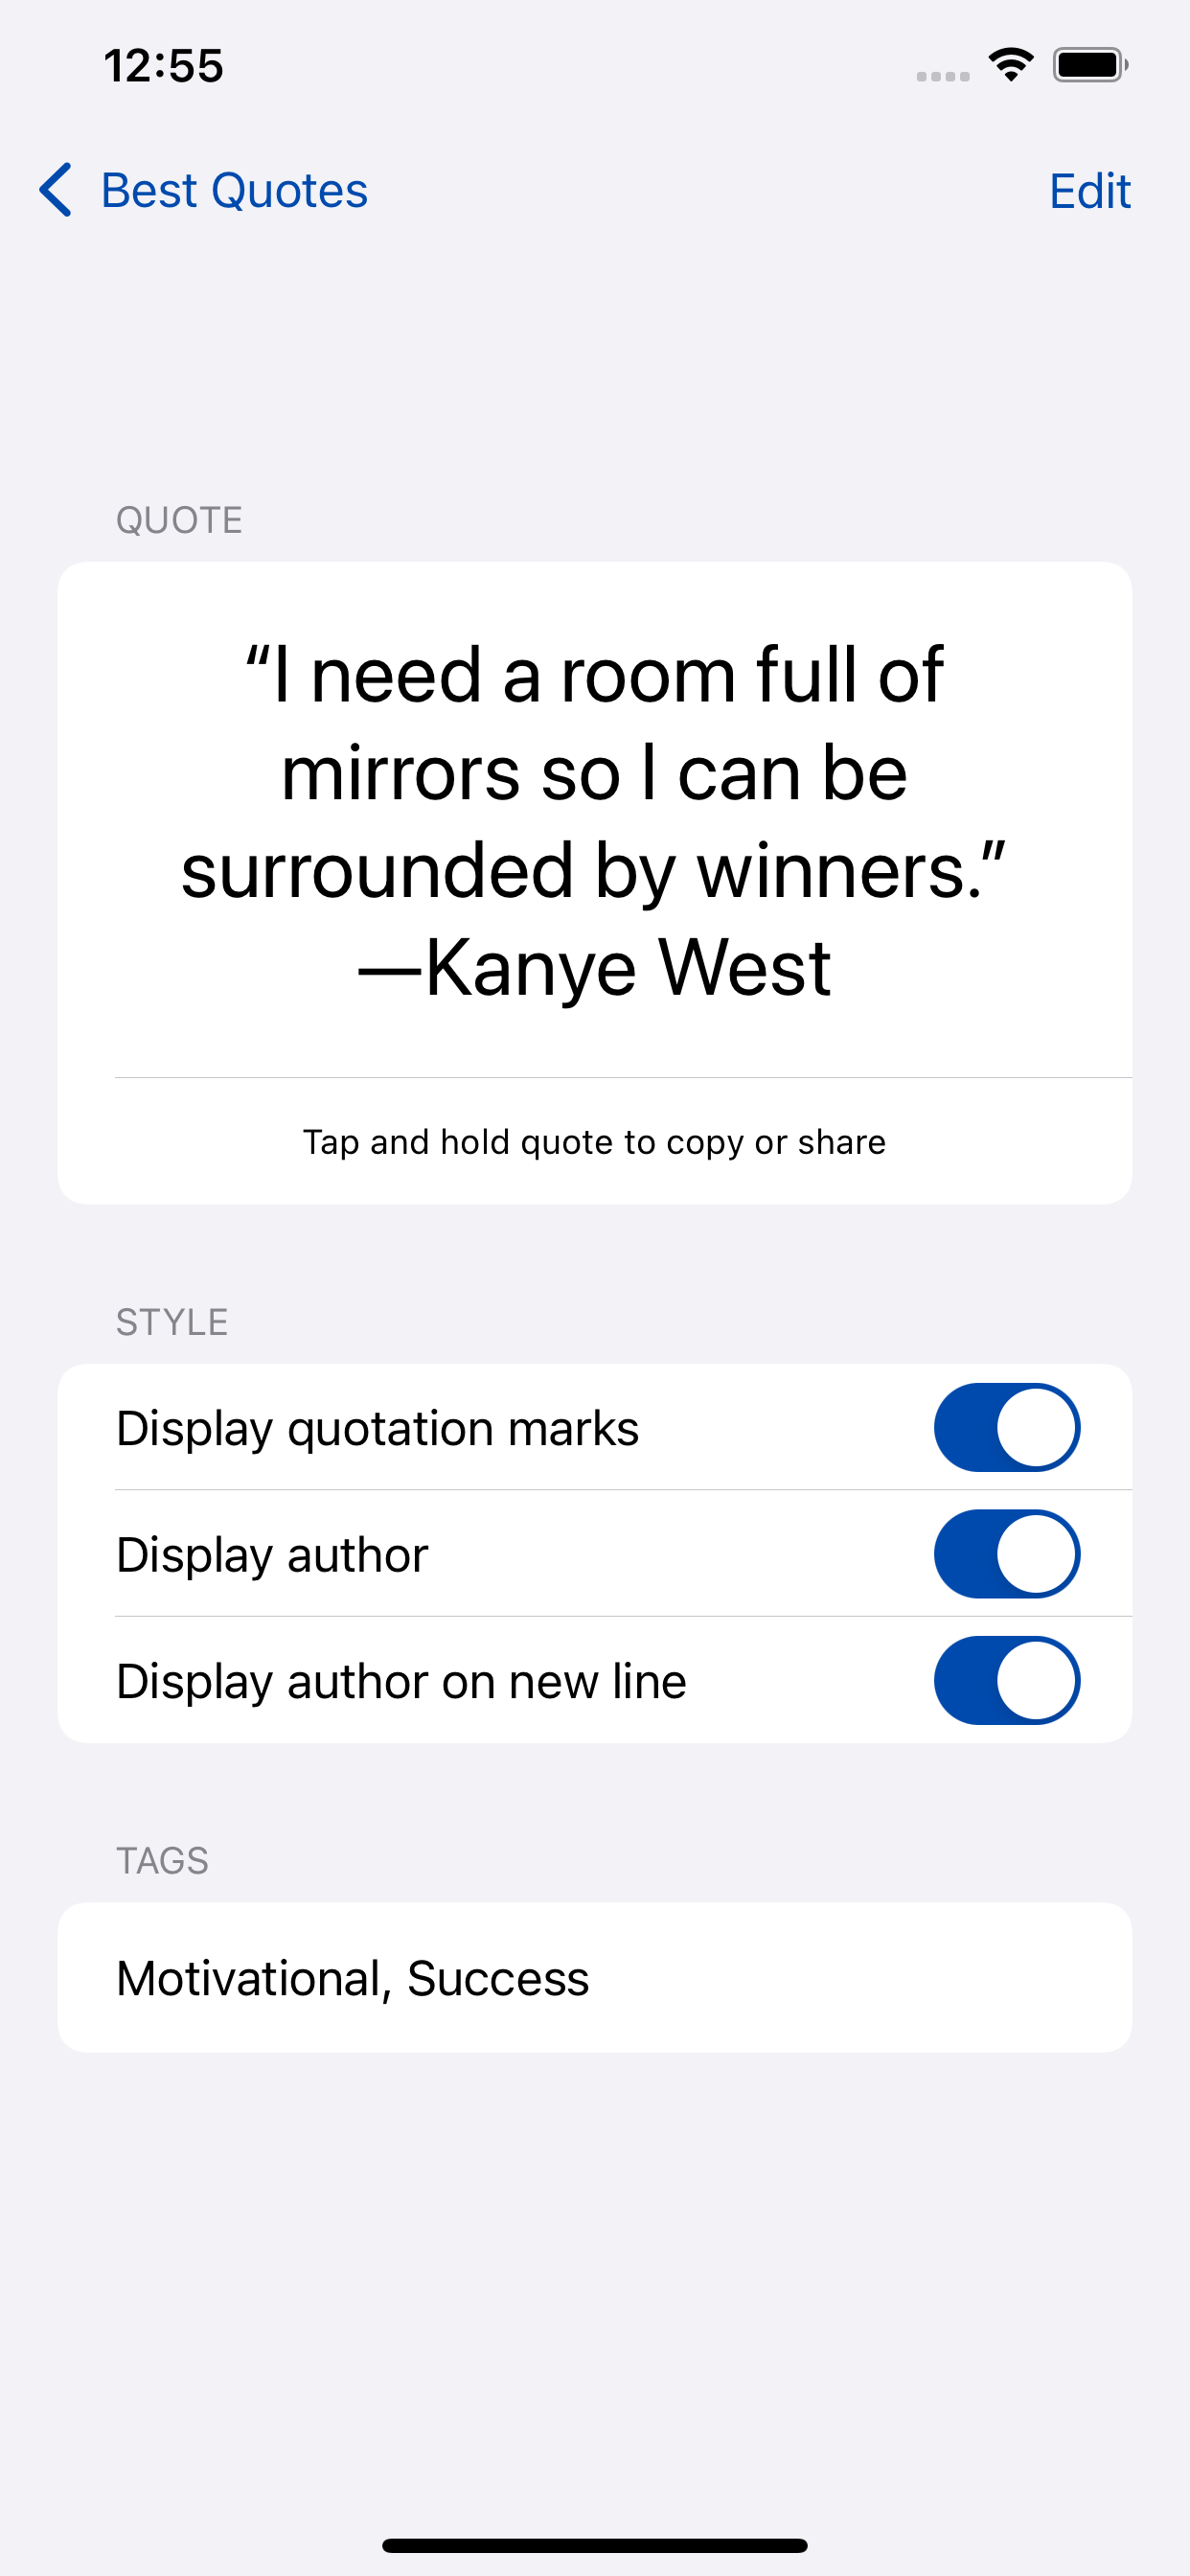 12:55
Best Quotes
Edit
QUOTE
“I need a room full of
mirrors so I can be
surrounded by winners.”
—Kanye West
Tap and hold quote to copy or share
STYLE
Display quotation marks
Display author
Display author on new line
TAGS
Motivational, Success